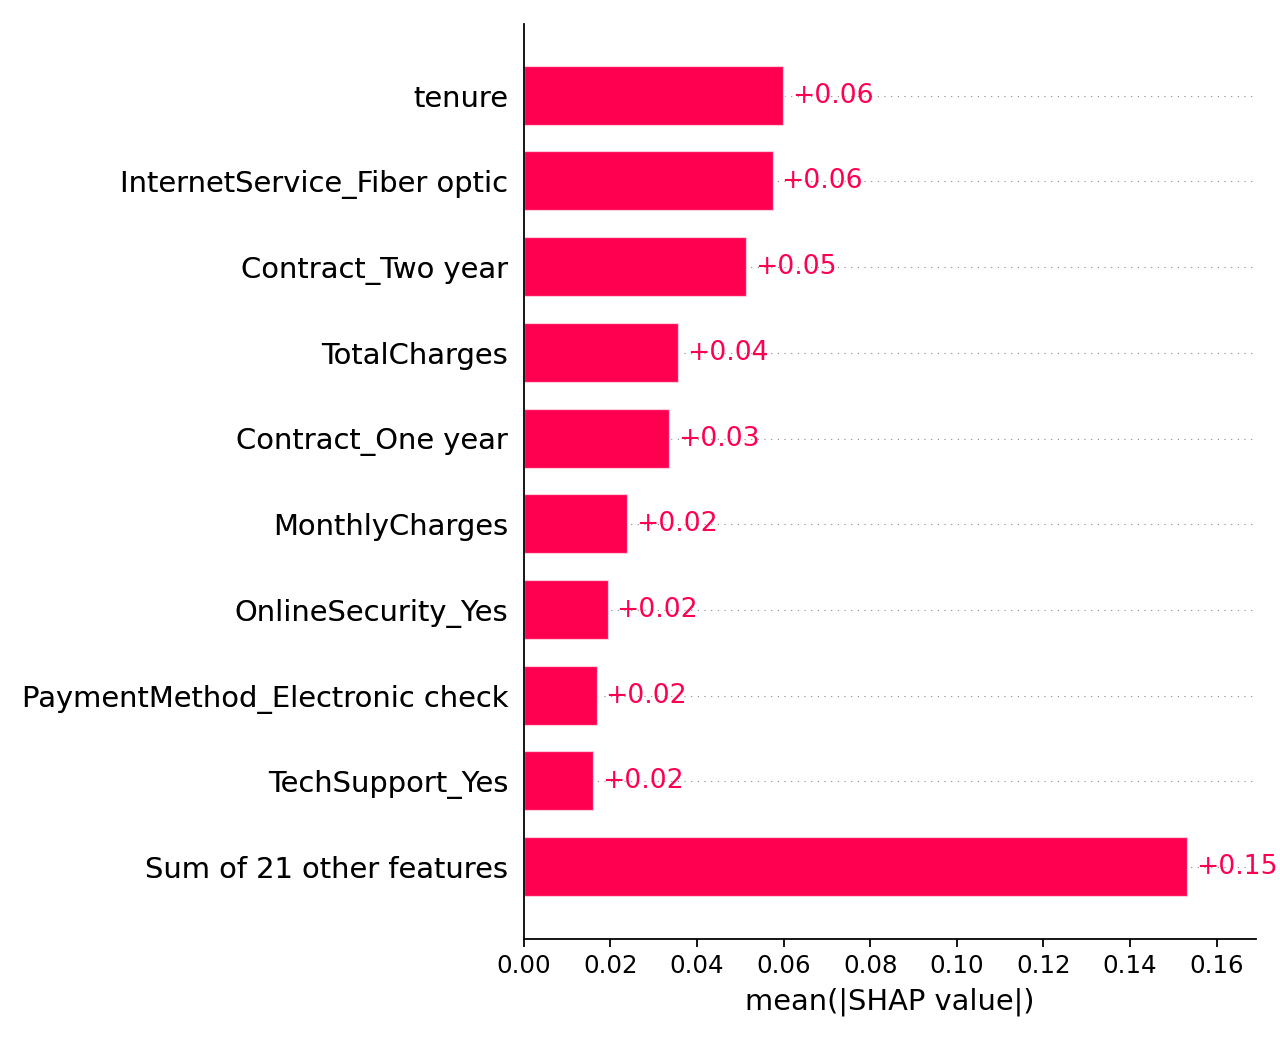 tenure +0.06
InternetService_Fiber optic +0.06
Contract_Two year +0.05
TotalCharges +0.04
Contract_One year +0.03
MonthlyCharges +0.02
OnlineSecurity_Yes +0.02
PaymentMethod_Electronic check +0.02
TechSupport_Yes +0.02
Sum of 21 other features +0.15
0.00 0.02 0.04 0.06 0.08 0.10 0.12 0.14 0.16
mean(|SHAP value|)